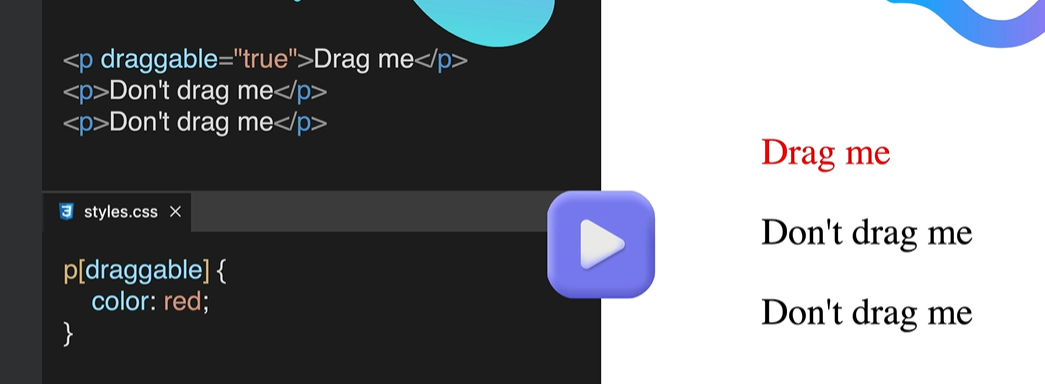 <p draggable="true">Drag me</p>
<p>Don't drag me</p>
<p>Don't drag me</p>
styles.css
p[draggable] {
color: red;
}
Drag me
Don't drag me
Don't drag me